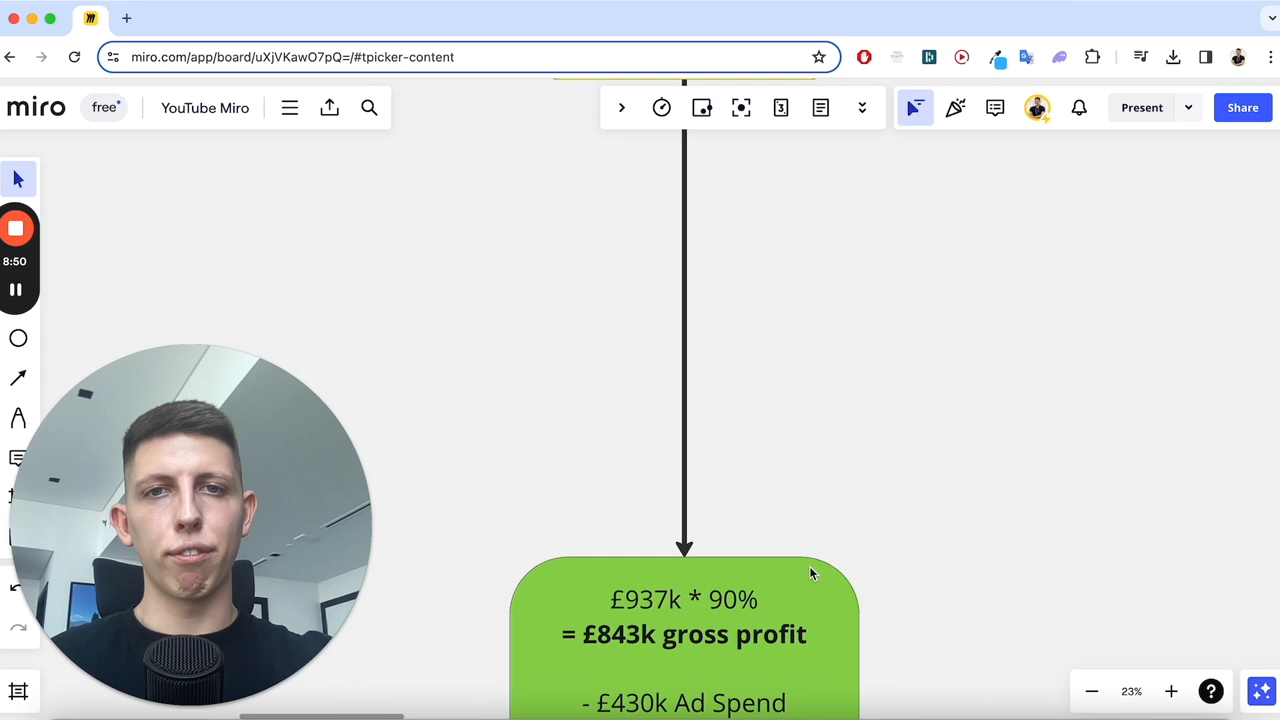 miro.com/app/board/uXjVKawO7pQ=/#tpicker-content
miro
free
YouTube Miro
3
Present
Share
8:50
£937k * 90%
= £843k gross profit
- £430k Ad Spend
23%
?